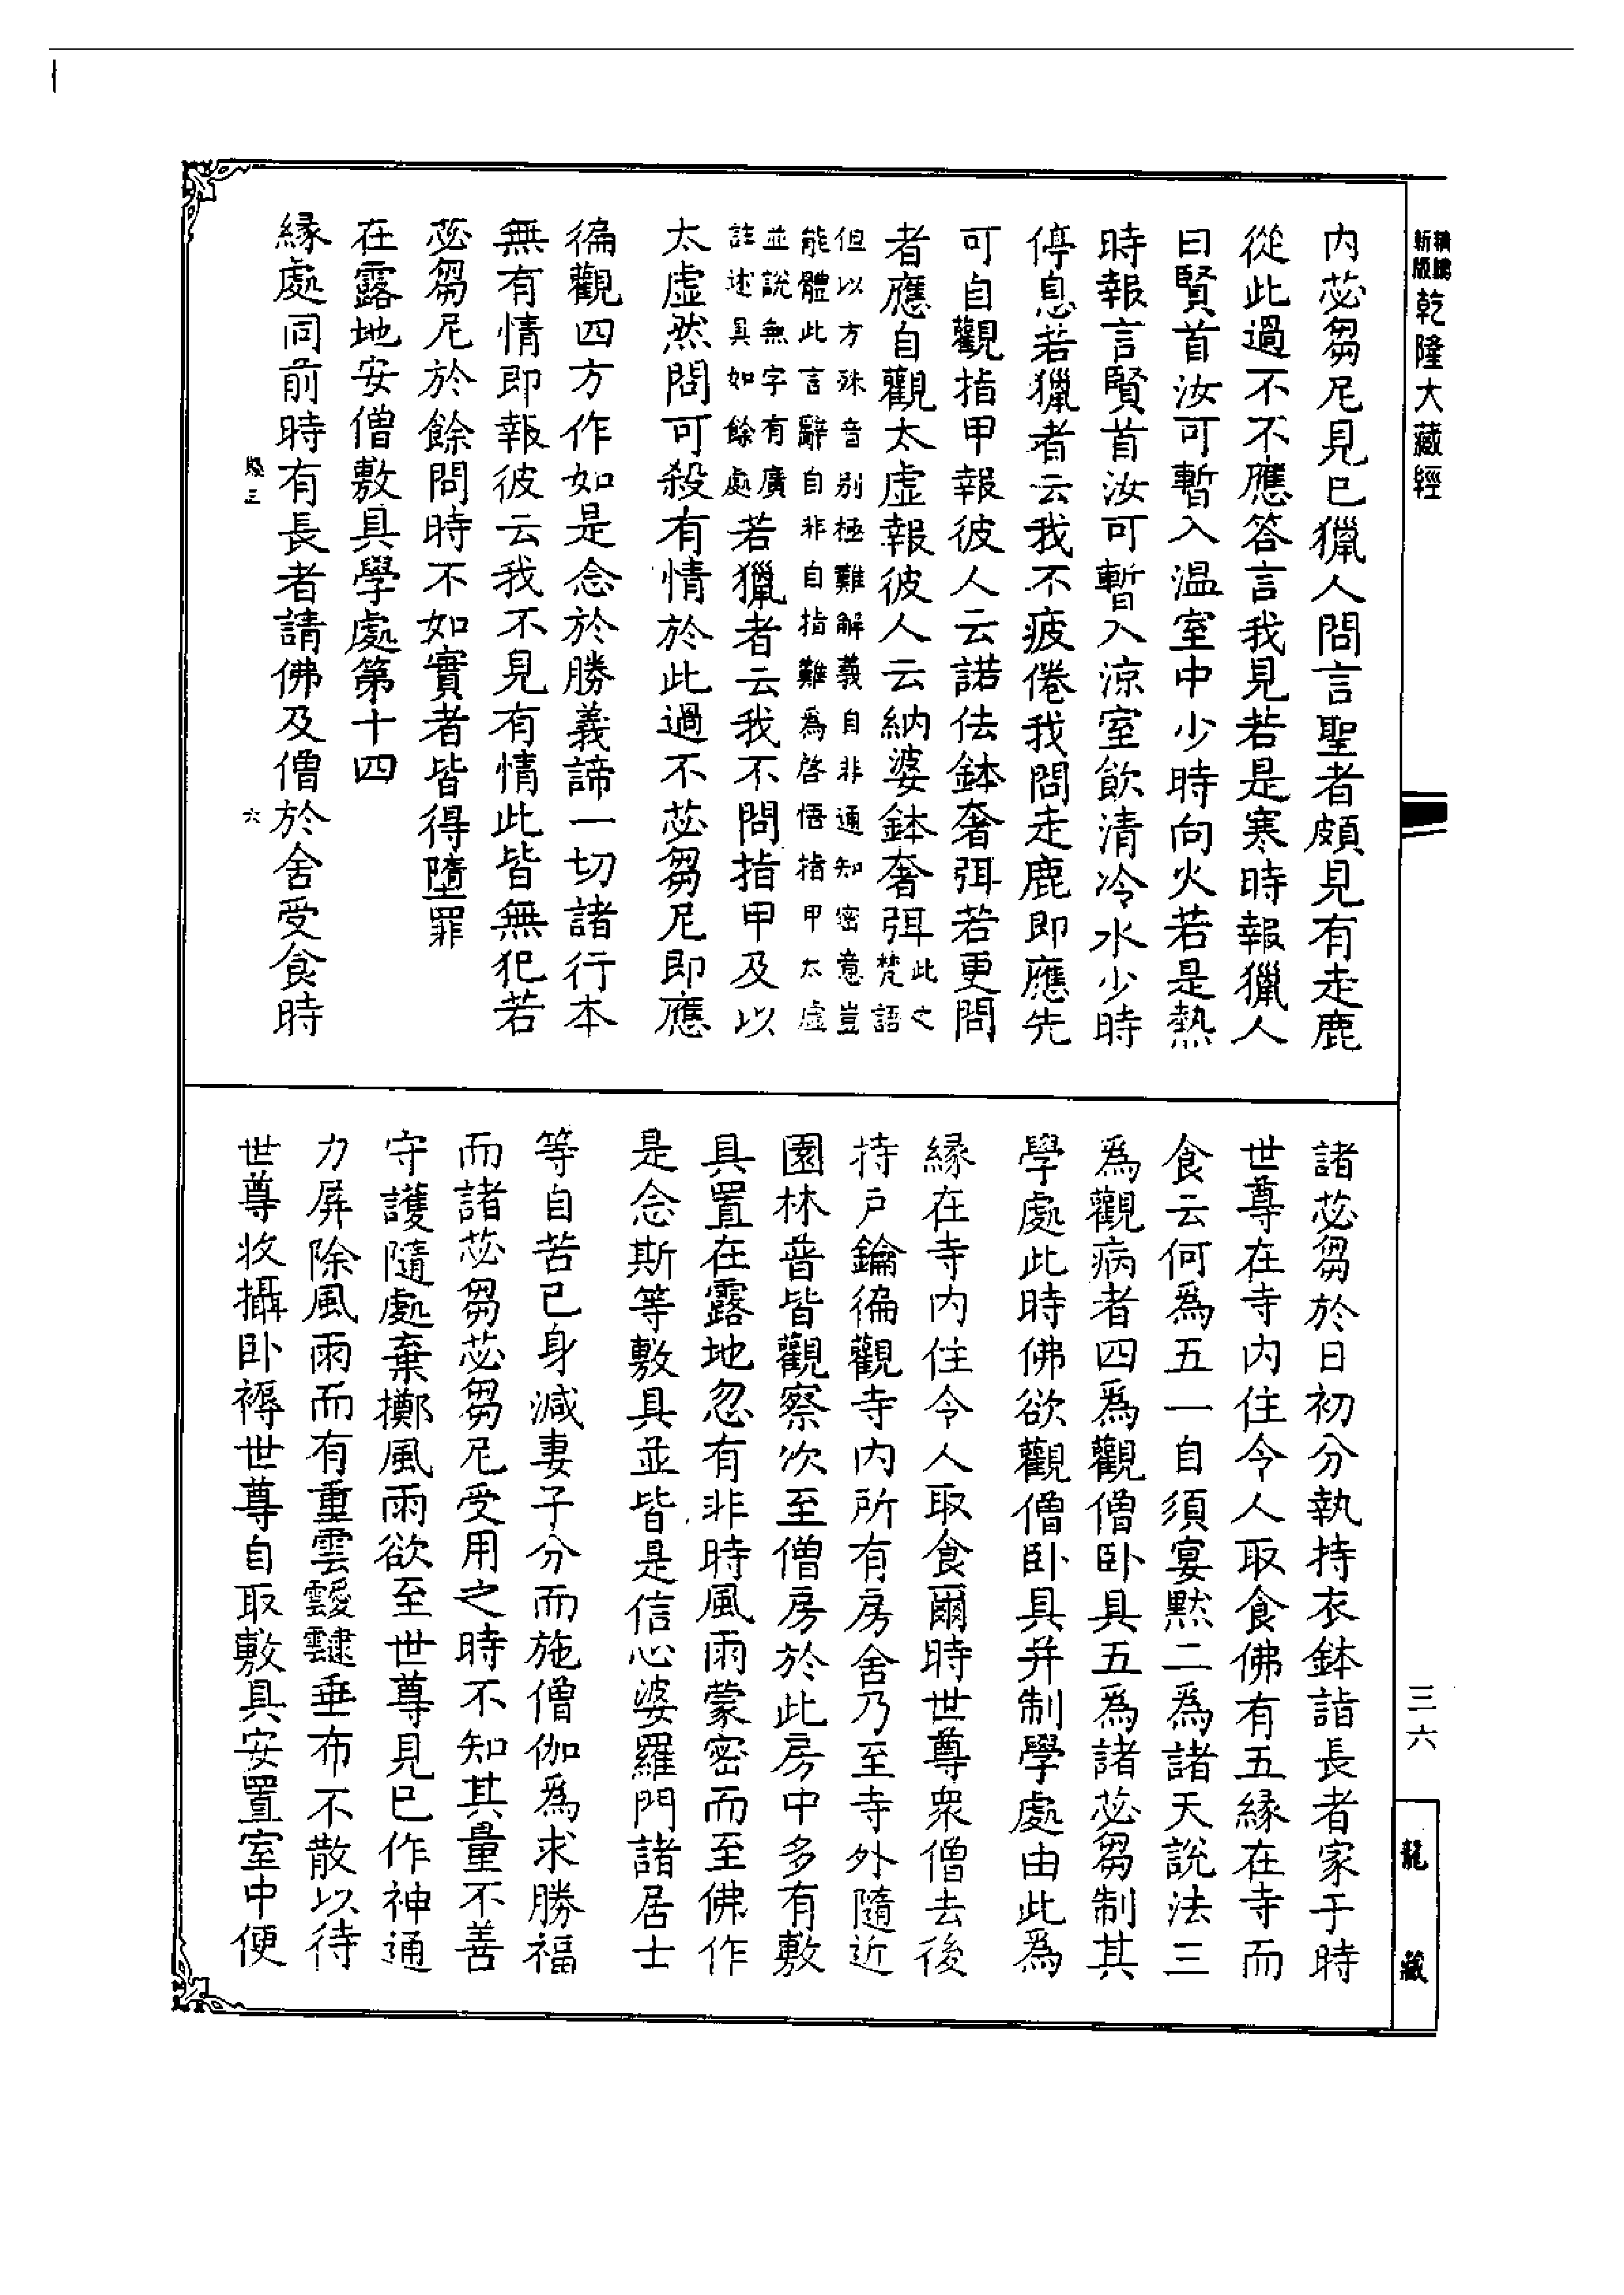 乾隆大藏經
內苾芻尼見已獵人問言聖者頗見有走鹿
從此過不不應答言我見若是寒時報獵人
曰賢首汝可暫入温室中少時向火若是熱
時報言賢首汝可暫入涼室飲清冷水少時
停息若獵者云我不疲倦我問走鹿即應先
可自觀指甲報彼人云諾佉鉢奢弭若更問
者應自觀太虛報彼人云納婆鉢奢弭此之梵語
但以方殊音別極難解義自非通知密意豈
能體此言辭自非自指難爲啓悟指甲太虛
並說無字有廣
註述具如餘處若獵者云我不問指甲及以
太虛然問可殺有情於此過不苾芻尼即應
徧觀四方作如是念於勝義諦一切諸行本
無有情即報彼云我不見有情此皆無犯若
苾芻尼於餘問時不如實者皆得墮罪
在露地安僧敷具學處第十四
縁處同前時有長者請佛及僧於舍受食時
六
諸苾芻於日初分執持衣鉢詣長者家于時
世尊在寺內住令人取食佛有五緣在寺而
食云何為五一自須宴默二為諸天說法三
為觀病者四爲觀僧卧具五爲諸苾芻制其
學處此時佛欲觀僧卧具并制學處由此爲
緣在寺内住令人取食爾時世尊衆僧去後
持戶鑰徧觀寺內所有房舍乃至寺外隨近
園林普皆觀察次至僧房於此房中多有敷
具置在露地忽有非時風雨蒙密而至佛作
是念斯等敷具並皆是信心婆羅門諸居士
等自苦己身減妻子分而施僧伽爲求勝福
而諸苾芻苾芻尼受用之時不知其量不善
守護隨處棄擲風雨欲至世尊見已作神通
力屏除風雨而有重雲靉靆垂布不散以待
世尊收攝卧褥世尊自取敷具安置室中便
三六
龍藏